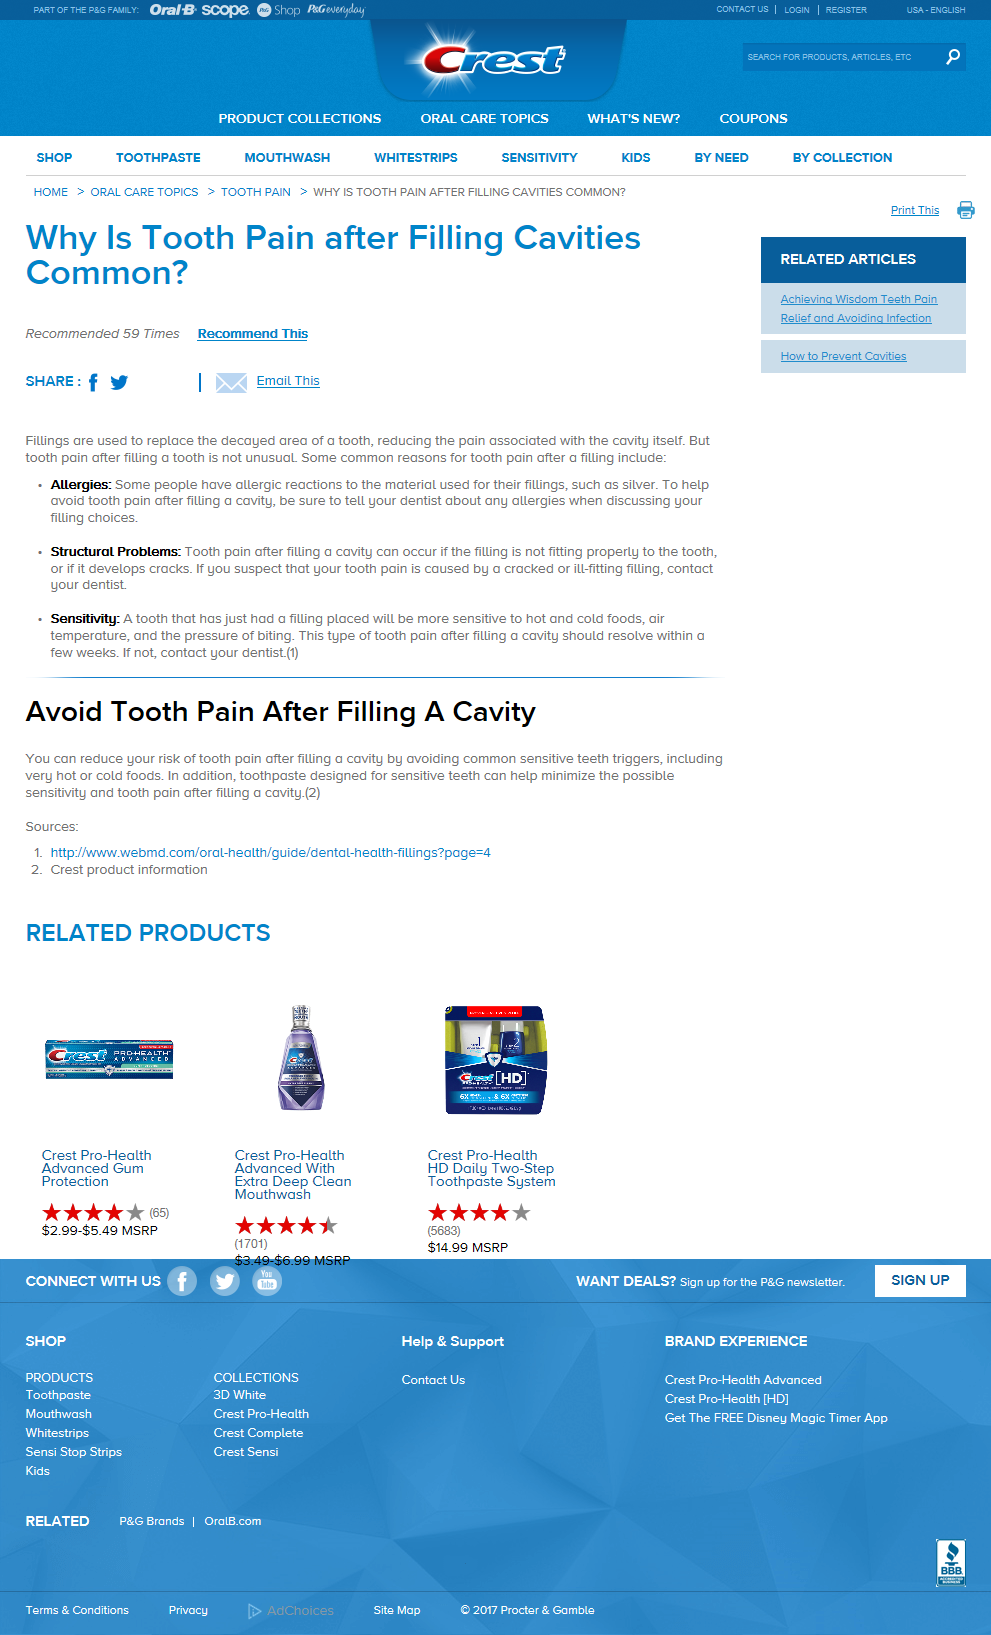 PART OF THE P&G FAMILY: Oral-B scope. P&G Shop P&G everyday
CONTACT US | LOGIN | REGISTER USA - ENGLISH
Crest
SEARCH FOR PRODUCTS, ARTICLES, ETC
PRODUCT COLLECTIONS ORAL CARE TOPICS WHAT'S NEW? COUPONS
SHOP TOOTHPASTE MOUTHWASH WHITESTRIPS SENSITIVITY KIDS BY NEED BY COLLECTION
HOME > ORAL CARE TOPICS > TOOTH PAIN > WHY IS TOOTH PAIN AFTER FILLING CAVITIES COMMON?
Print This
Why Is Tooth Pain after Filling Cavities
Common?
RELATED ARTICLES
Achieving Wisdom Teeth Pain
Relief and Avoiding Infection
How to Prevent Cavities
Recommended 59 Times Recommend This
SHARE : | Email This
Fillings are used to replace the decayed area of a tooth, reducing the pain associated with the cavity itself. But
tooth pain after filling a tooth is not unusual. Some common reasons for tooth pain after a filling include:
• Allergies: Some people have allergic reactions to the material used for their fillings, such as silver. To help
avoid tooth pain after filling a cavity, be sure to tell your dentist about any allergies when discussing your
filling choices.
• Structural Problems: Tooth pain after filling a cavity can occur if the filling is not fitting properly to the tooth,
or if it develops cracks. If you suspect that your tooth pain is caused by a cracked or ill-fitting filling, contact
your dentist.
• Sensitivity: A tooth that has just had a filling placed will be more sensitive to hot and cold foods, air
temperature, and the pressure of biting. This type of tooth pain after filling a cavity should resolve within a
few weeks. If not, contact your dentist.(1)
Avoid Tooth Pain After Filling A Cavity
You can reduce your risk of tooth pain after filling a cavity by avoiding common sensitive teeth triggers, including
very hot or cold foods. In addition, toothpaste designed for sensitive teeth can help minimize the possible
sensitivity and tooth pain after filling a cavity.(2)
Sources:
1. http://www.webmd.com/oral-health/guide/dental-health-fillings?page=4
2. Crest product information
RELATED PRODUCTS
Crest PRO-HEALTH ADVANCED
Crest
1 2
Crest PRO-HEALTH [HD]
6X & 6X
Crest Pro-Health
Advanced Gum
Protection
(65)
$2.99-$5.49 MSRP
Crest Pro-Health
Advanced With
Extra Deep Clean
Mouthwash
(1701)
$3.49-$6.99 MSRP
Crest Pro-Health
HD Daily Two-Step
Toothpaste System
(5683)
$14.99 MSRP
CONNECT WITH US You Tube WANT DEALS? Sign up for the P&G newsletter. SIGN UP
SHOP
PRODUCTS
Toothpaste
Mouthwash
Whitestrips
Sensi Stop Strips
Kids
COLLECTIONS
3D White
Crest Pro-Health
Crest Complete
Crest Sensi
Help & Support
Contact Us
BRAND EXPERIENCE
Crest Pro-Health Advanced
Crest Pro-Health [HD]
Get The FREE Disney Magic Timer App
RELATED P&G Brands | OralB.com
BBB
ACCREDITED BUSINESS
Terms & Conditions Privacy AdChoices Site Map © 2017 Procter & Gamble